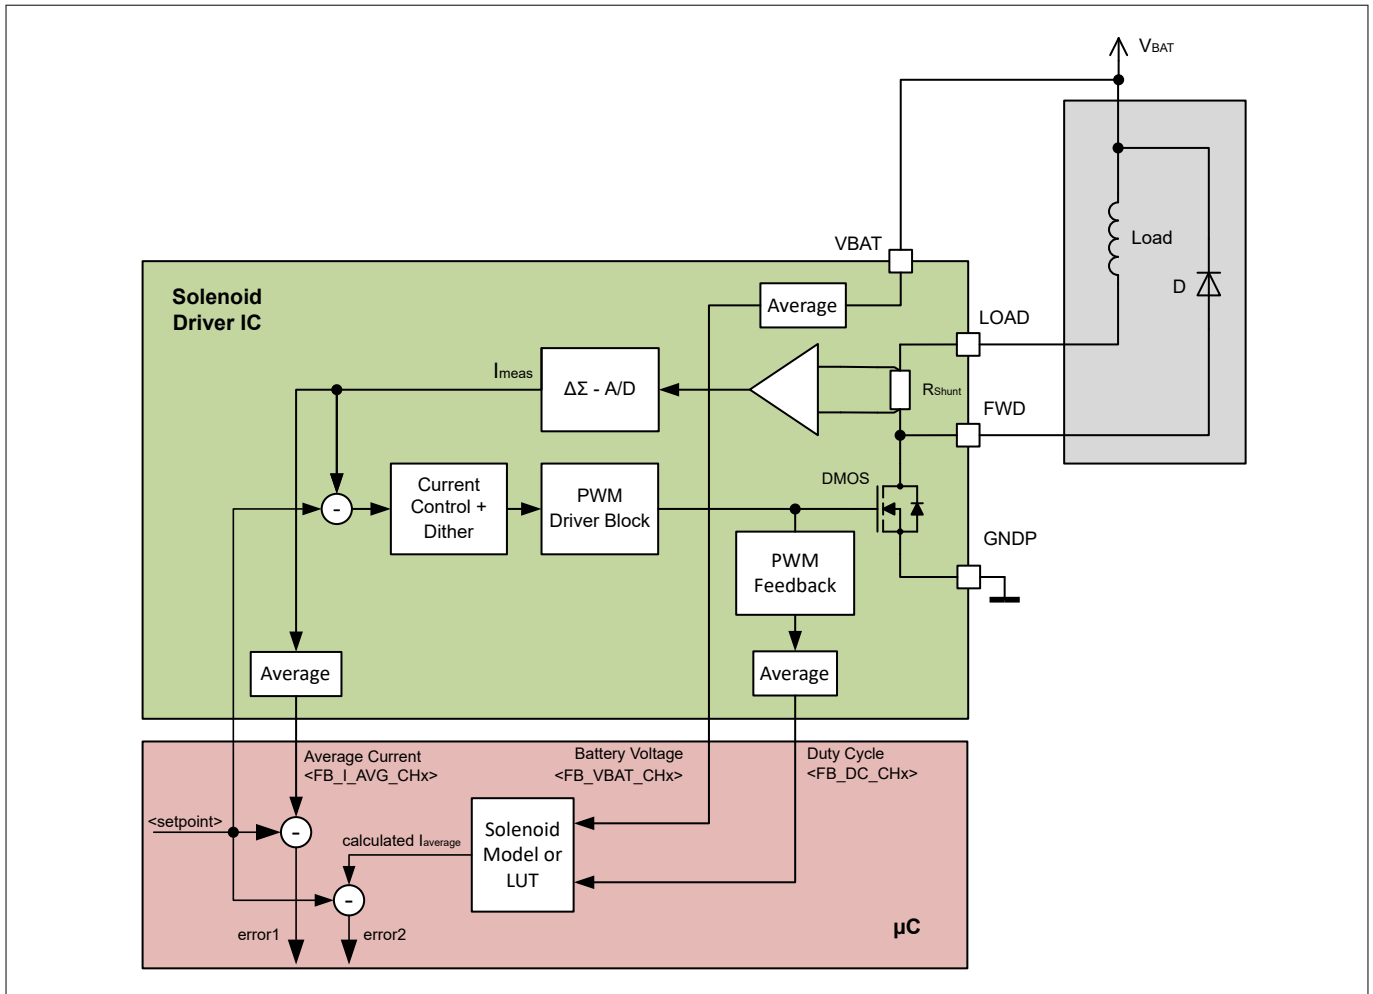 VBAT
VBAT
Load
D
Solenoid
Driver IC
Average
LOAD
Imeas
ΔΣ - A/D
RShunt
FWD
DMOS
Current
Control +
Dither
PWM
Driver Block
-
PWM
Feedback
GNDP
Average
Average
Average Current
<FB_I_AVG_CHx>
Battery Voltage
<FB_VBAT_CHx>
Duty Cycle
<FB_DC_CHx>
<setpoint>
-
calculated Iaverage
Solenoid
Model or
LUT
-
error1
error2
µC